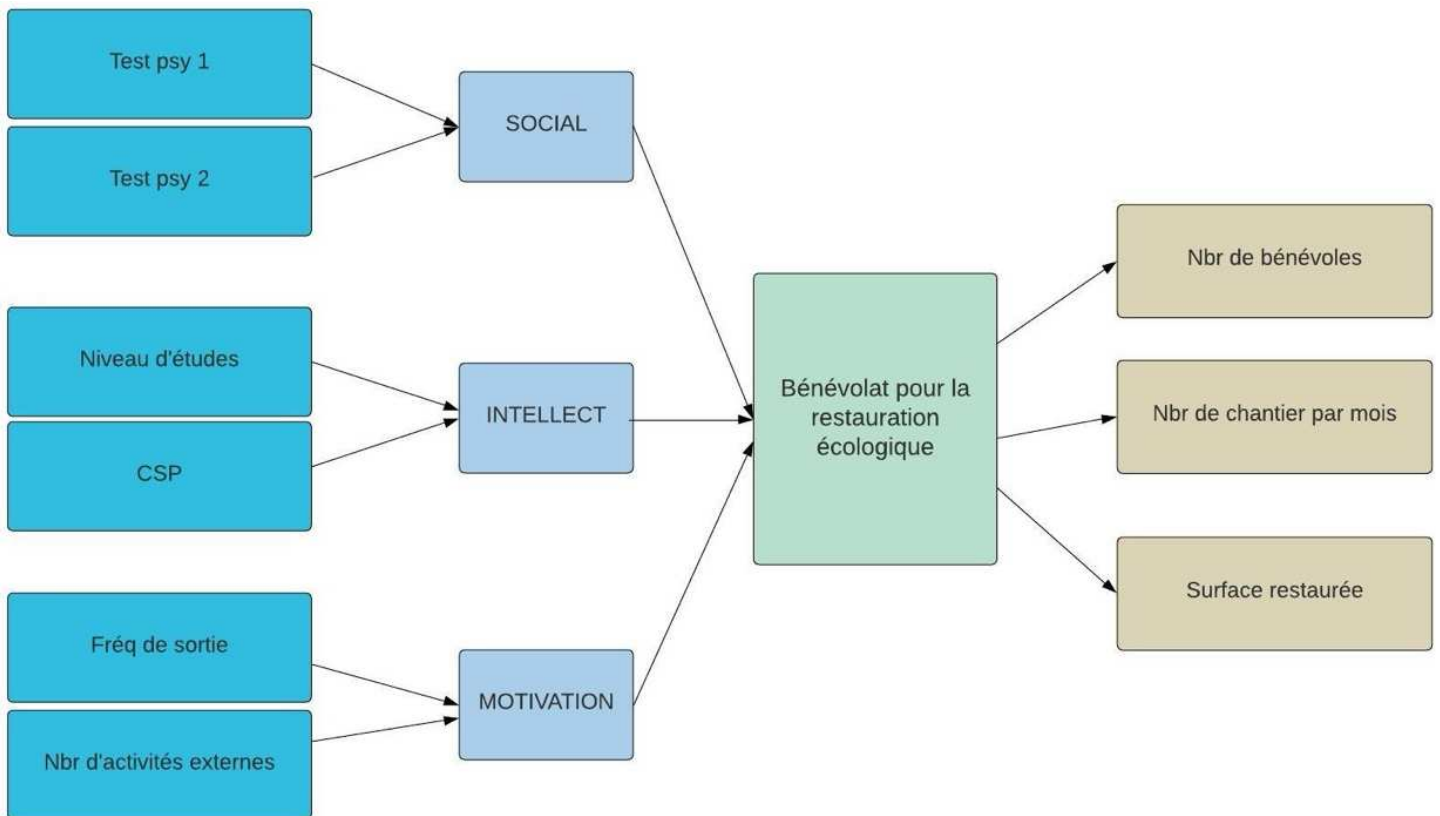 Test psy 1
Test psy 2
SOCIAL
Niveau d'études
CSP
INTELLECT
Fréq de sortie
Nbr d'activités externes
MOTIVATION
Bénévolat pour la
restauration
écologique
Nbr de bénévoles
Nbr de chantier par mois
Surface restaurée